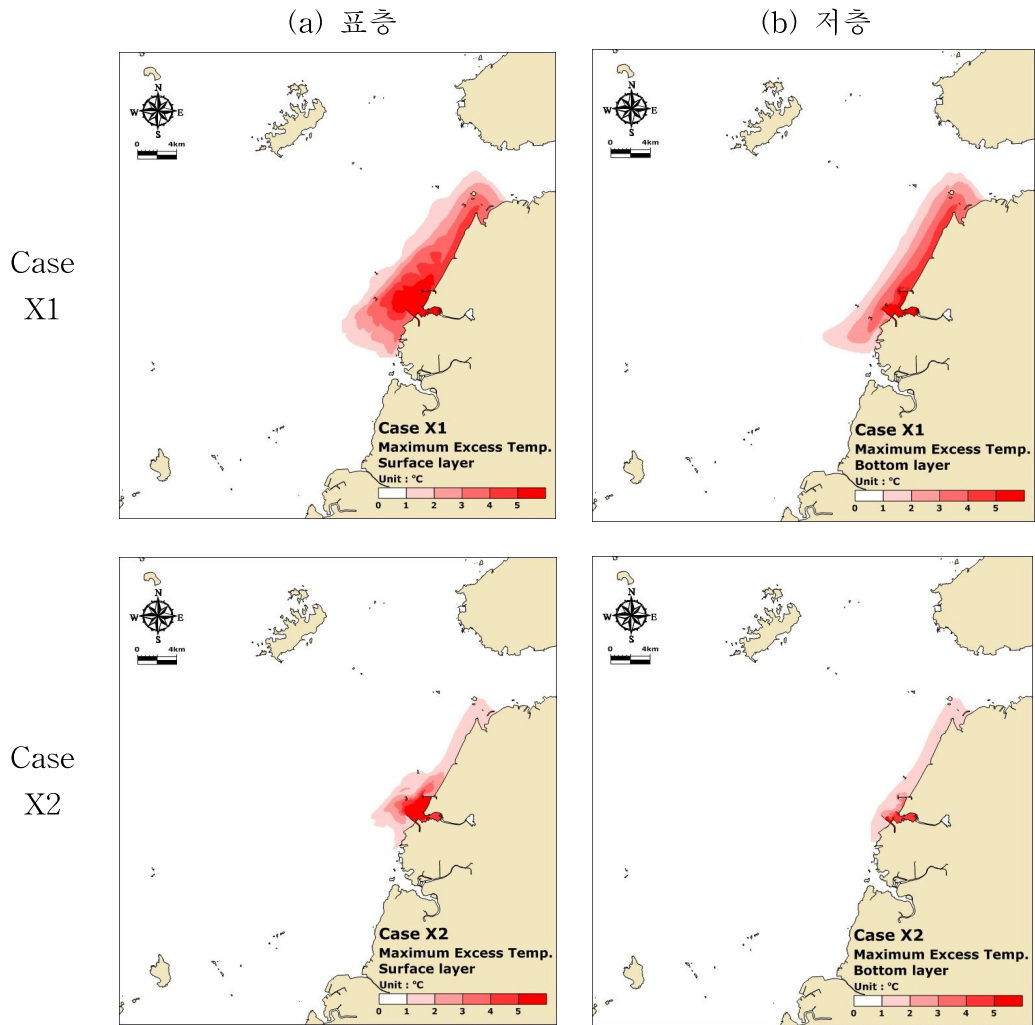 (a) 표층
(b) 저층
Case
X1
N
W
E
S
0 4km
Case X1
Maximum Excess Temp.
Surface layer
Unit : ℃
0 1 2 3 4 5
N
W
E
S
0 4km
Case X1
Maximum Excess Temp.
Bottom layer
Unit : ℃
0 1 2 3 4 5
Case
X2
N
W
E
S
0 4km
Case X2
Maximum Excess Temp.
Surface layer
Unit : ℃
0 1 2 3 4 5
N
W
E
S
0 4km
Case X2
Maximum Excess Temp.
Bottom layer
Unit : ℃
0 1 2 3 4 5